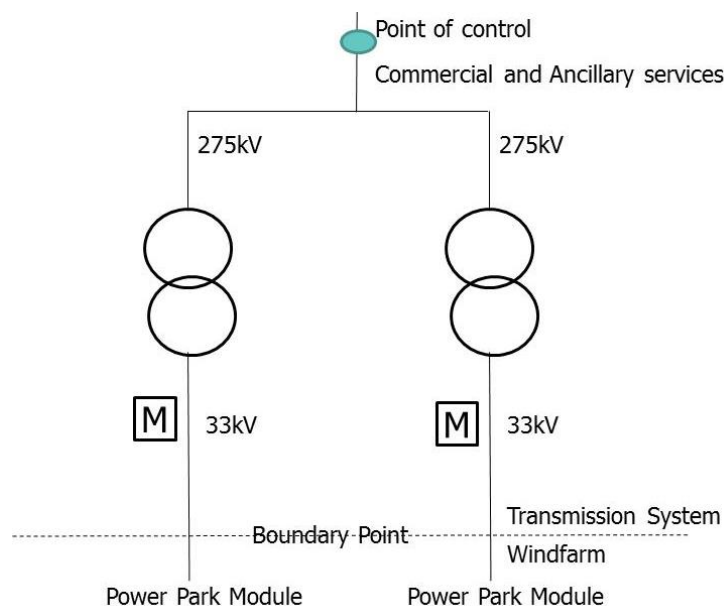 Point of control
Commercial and Ancillary services
275kV
275kV
M
33kV
M
33kV
Transmission System
Boundary Point
Windfarm
Power Park Module
Power Park Module